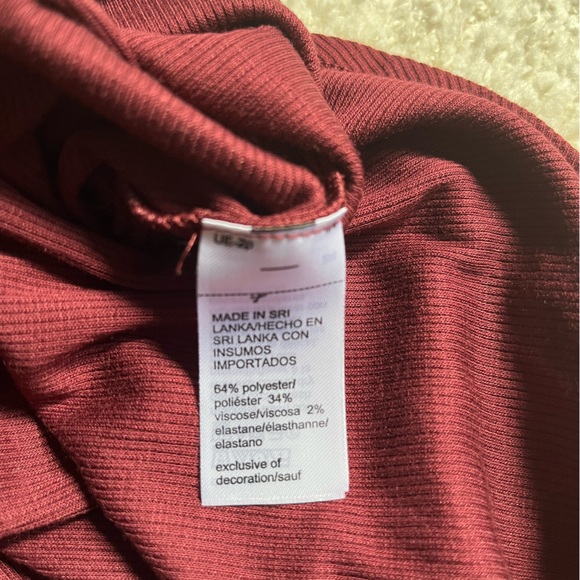 MADE IN SRI
LANKA/HECHO EN
SRI LANKA CON
INSUMOS
IMPORTADOS
64% polyester/
poliéster 34%
viscose/viscosa 2%
elastane/élasthanne/
elastano
exclusive of
decoration/sauf